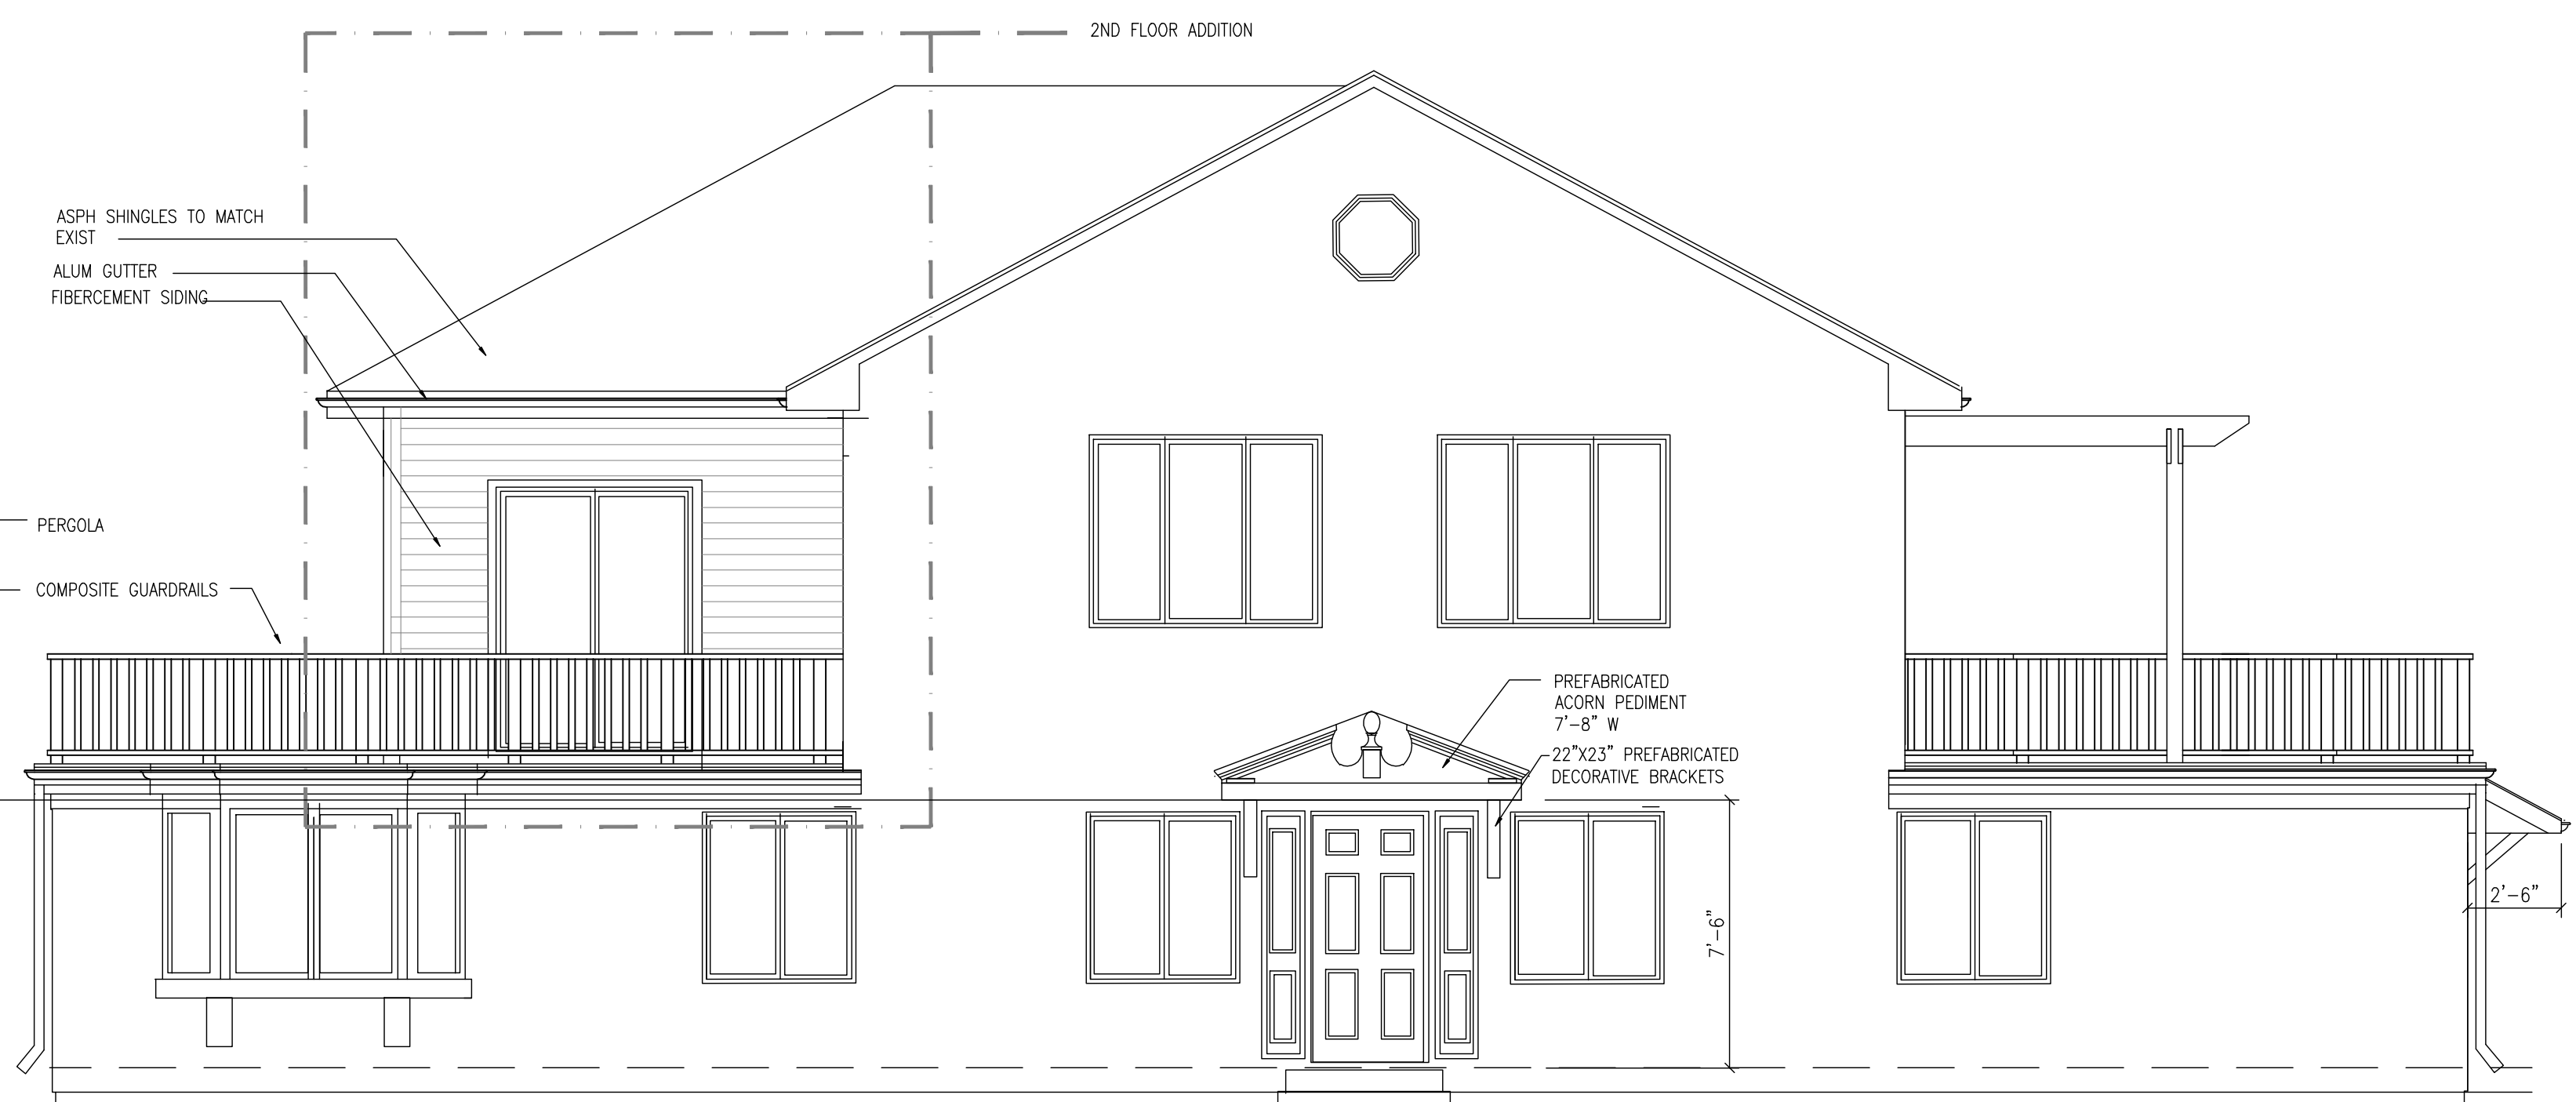 2ND FLOOR ADDITION
ASPH SHINGLES TO MATCH
EXIST
ALUM GUTTER
FIBERCEMENT SIDING
PERGOLA
COMPOSITE GUARDRAILS
PREFABRICATED
ACORN PEDIMENT
7'-8" W
22"X23" PREFABRICATED
DECORATIVE BRACKETS
7'-6"
2'-6"